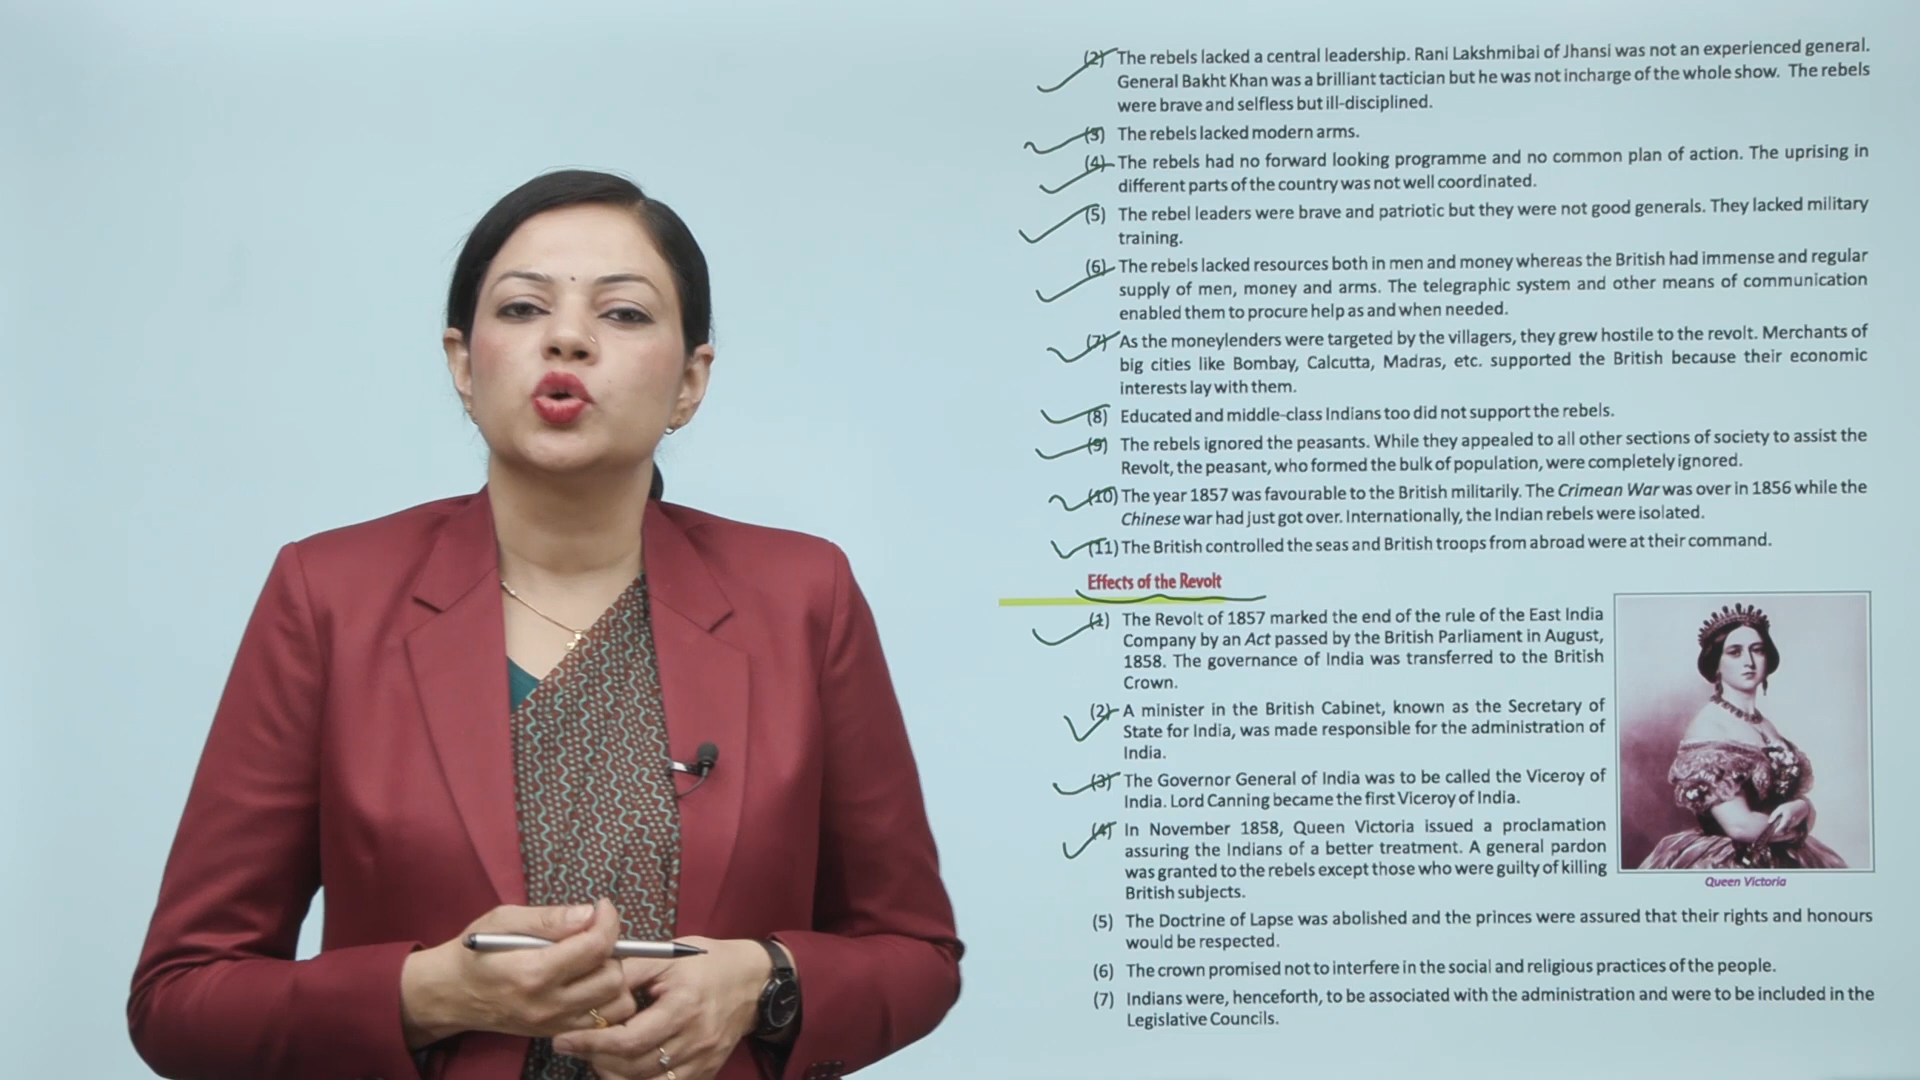 (2) The rebels lacked a central leadership. Rani Lakshmibai of Jhansi was not an experienced general.
General Bakht Khan was a brilliant tactician but he was not incharge of the whole show. The rebels
were brave and selfless but ill-disciplined.
(3) The rebels lacked modern arms.
(4) The rebels had no forward looking programme and no common plan of action. The uprising in
different parts of the country was not well coordinated.
(5) The rebel leaders were brave and patriotic but they were not good generals. They lacked military
training.
(6) The rebels lacked resources both in men and money whereas the British had immense and regular
supply of men, money and arms. The telegraphic system and other means of communication
enabled them to procure help as and when needed.
(7) As the moneylenders were targeted by the villagers, they grew hostile to the revolt. Merchants of
big cities like Bombay, Calcutta, Madras, etc. supported the British because their economic
interests lay with them.
(8) Educated and middle-class Indians too did not support the rebels.
(9) The rebels ignored the peasants. While they appealed to all other sections of society to assist the
Revolt, the peasant, who formed the bulk of population, were completely ignored.
(10) The year 1857 was favourable to the British militarily. The Crimean War was over in 1856 while the
Chinese war had just got over. Internationally, the Indian rebels were isolated.
(11) The British controlled the seas and British troops from abroad were at their command.
Effects of the Revolt
(1) The Revolt of 1857 marked the end of the rule of the East India
Company by an Act passed by the British Parliament in August,
1858. The governance of India was transferred to the British
Crown.
(2) A minister in the British Cabinet, known as the Secretary of
State for India, was made responsible for the administration of
India.
(3) The Governor General of India was to be called the Viceroy of
India. Lord Canning became the first Viceroy of India.
(4) In November 1858, Queen Victoria issued a proclamation
assuring the Indians of a better treatment. A general pardon
was granted to the rebels except those who were guilty of killing
British subjects.
Queen Victoria
(5) The Doctrine of Lapse was abolished and the princes were assured that their rights and honours
would be respected.
(6) The crown promised not to interfere in the social and religious practices of the people.
(7) Indians were, henceforth, to be associated with the administration and were to be included in the
Legislative Councils.